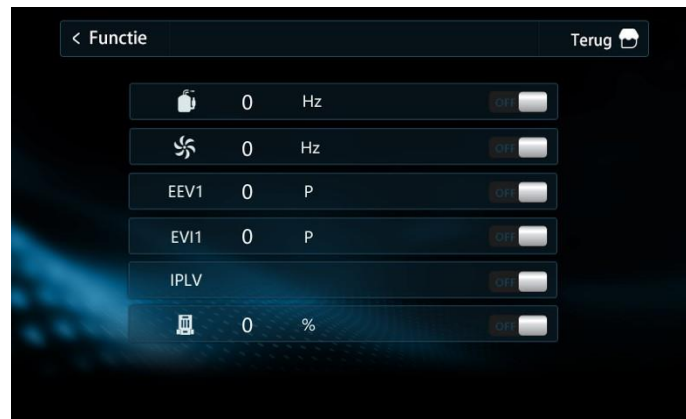 < Functie Terug
0 Hz OFF
0 Hz OFF
EEV1 0 P OFF
EVI1 0 P OFF
IPLV OFF
0 % OFF